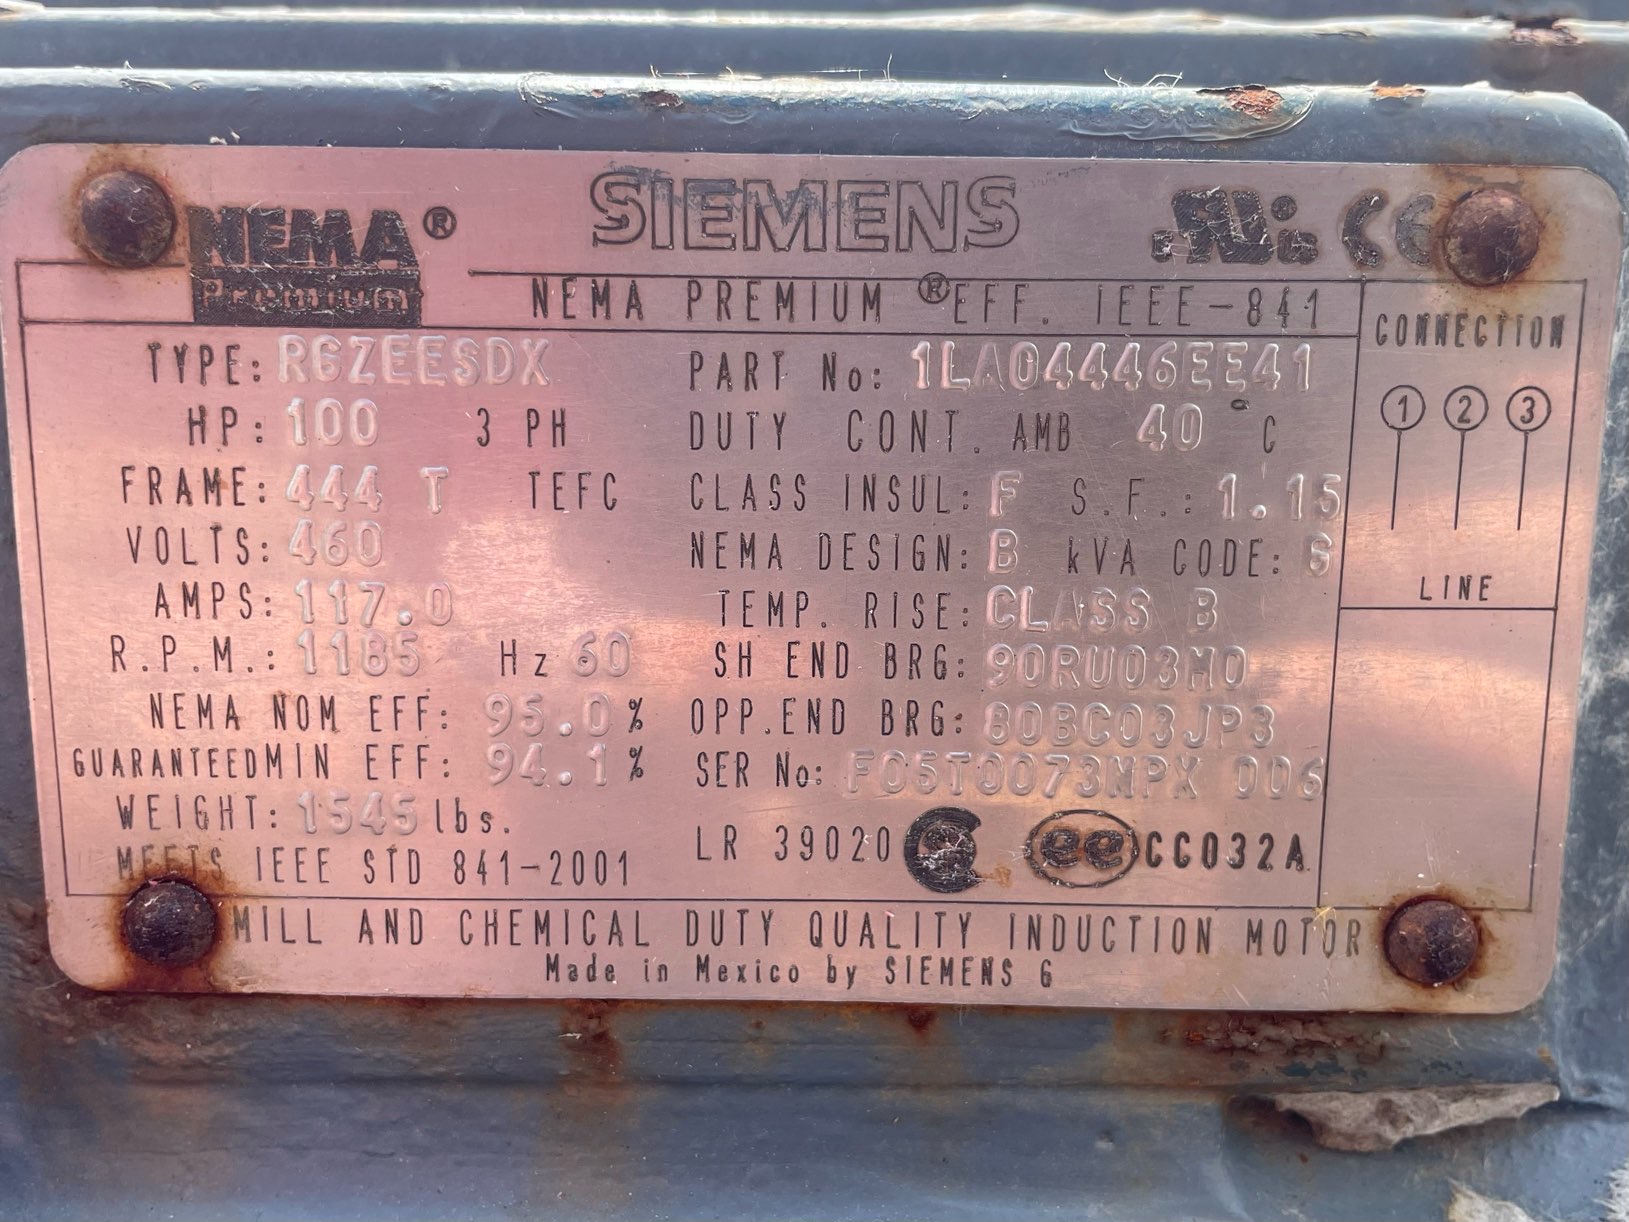 NEMA® SIEMENS
Premium
NEMA PREMIUM ® EFF. IEEE-841
CONNECTION
TYPE: RGZEESDX PART No: 1LA04446EE41
HP: 100 3 PH DUTY CONT. AMB 40 °C
1 2 3
FRAME: 444 T TEFC CLASS INSUL: F S.F.: 1.15
VOLTS: 460 NEMA DESIGN: B kVA CODE: G
LINE
AMPS: 117.0 TEMP. RISE: CLASS B
R.P.M.: 1185 Hz 60 SH END BRG: 90RU03M0
NEMA NOM EFF: 95.0 % OPP.END BRG: 80BC03JP3
GUARANTEED MIN EFF: 94.1 % SER No: F05T0073MPX 006
WEIGHT: 1545 lbs.
LR 39020 ee CC032A
MEETS IEEE STD 841-2001
MILL AND CHEMICAL DUTY QUALITY INDUCTION MOTOR
Made in Mexico by SIEMENS G